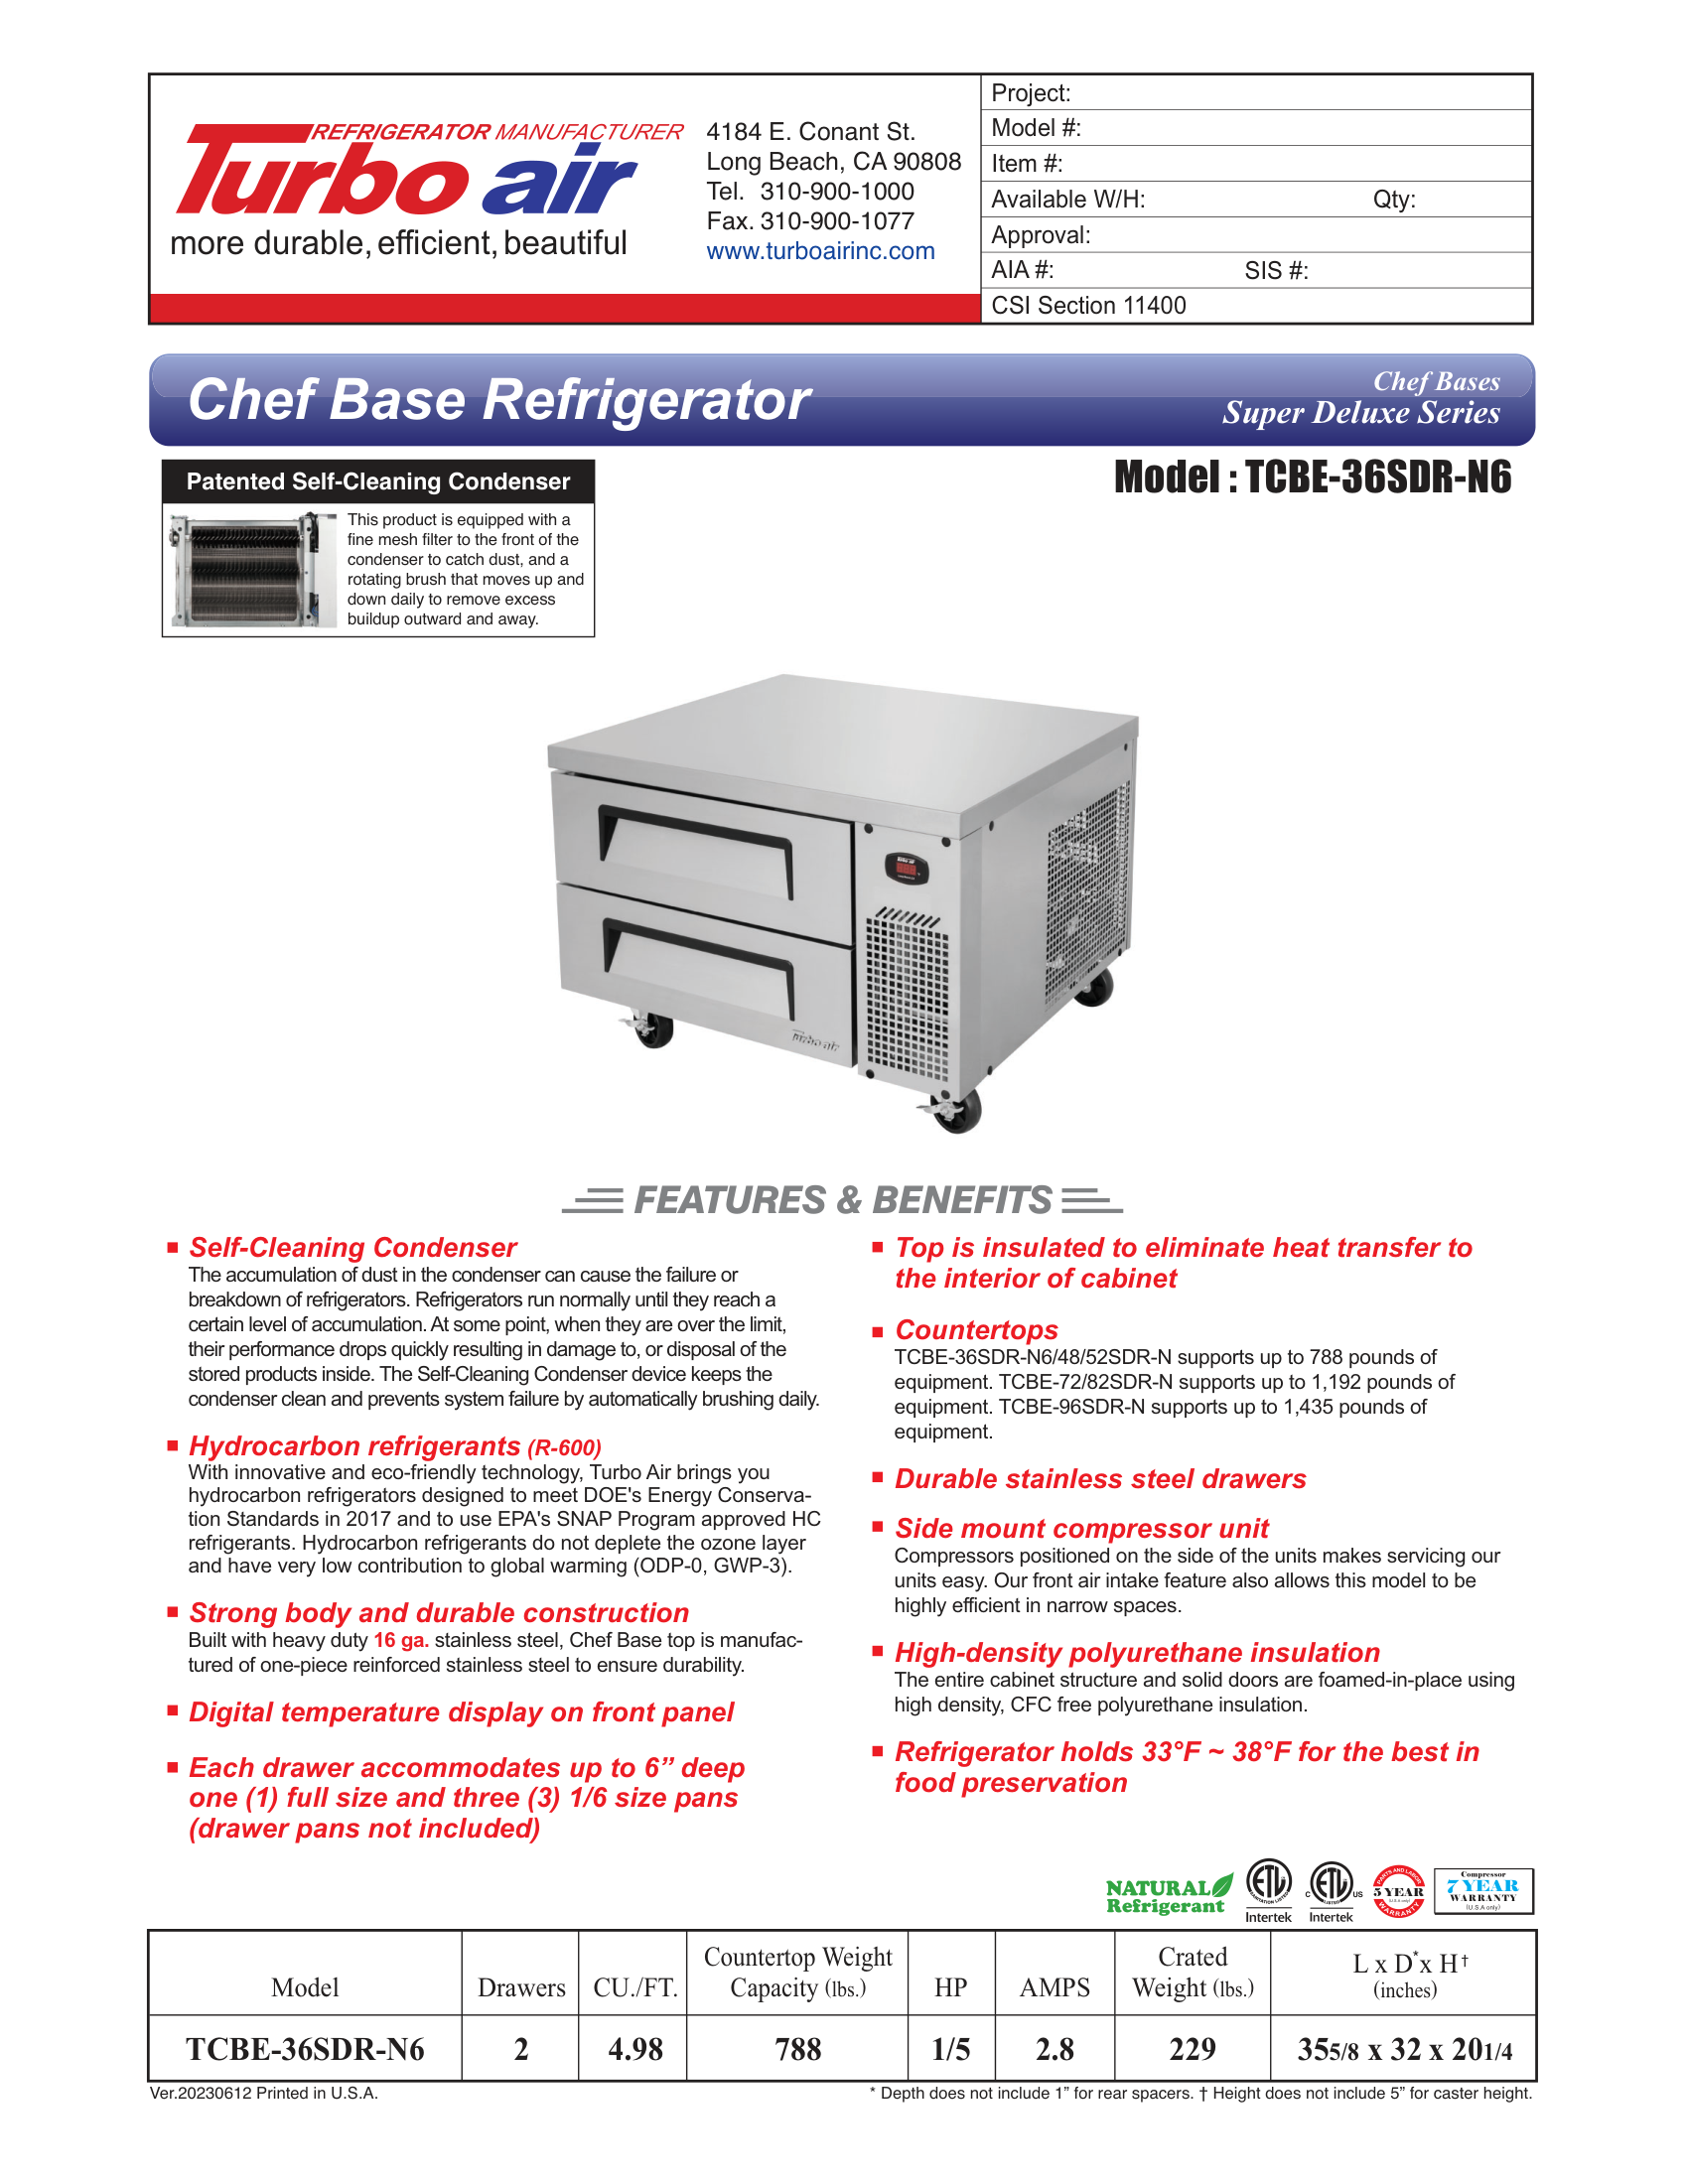 REFRIGERATOR MANUFACTURER
Turbo air
more durable, efficient, beautiful
4184 E. Conant St.
Long Beach, CA 90808
Tel. 310-900-1000
Fax. 310-900-1077
www.turboairinc.com
Project:
Model #:
Item #:
Available W/H: Qty:
Approval:
AIA #: SIS #:
CSI Section 11400
Chef Base Refrigerator
Chef Bases
Super Deluxe Series
Patented Self-Cleaning Condenser
This product is equipped with a
fine mesh filter to the front of the
condenser to catch dust, and a
rotating brush that moves up and
down daily to remove excess
buildup outward and away.
Model : TCBE-36SDR-N6
Turbo air
FEATURES & BENEFITS
Self-Cleaning Condenser
The accumulation of dust in the condenser can cause the failure or
breakdown of refrigerators. Refrigerators run normally until they reach a
certain level of accumulation. At some point, when they are over the limit,
their performance drops quickly resulting in damage to, or disposal of the
stored products inside. The Self-Cleaning Condenser device keeps the
condenser clean and prevents system failure by automatically brushing daily.
Hydrocarbon refrigerants (R-600)
With innovative and eco-friendly technology, Turbo Air brings you
hydrocarbon refrigerators designed to meet DOE's Energy Conserva-
tion Standards in 2017 and to use EPA's SNAP Program approved HC
refrigerants. Hydrocarbon refrigerants do not deplete the ozone layer
and have very low contribution to global warming (ODP-0, GWP-3).
Strong body and durable construction
Built with heavy duty 16 ga. stainless steel, Chef Base top is manufac-
tured of one-piece reinforced stainless steel to ensure durability.
Digital temperature display on front panel
Each drawer accommodates up to 6” deep
one (1) full size and three (3) 1/6 size pans
(drawer pans not included)
Top is insulated to eliminate heat transfer to
the interior of cabinet
Countertops
TCBE-36SDR-N6/48/52SDR-N supports up to 788 pounds of
equipment. TCBE-72/82SDR-N supports up to 1,192 pounds of
equipment. TCBE-96SDR-N supports up to 1,435 pounds of
equipment.
Durable stainless steel drawers
Side mount compressor unit
Compressors positioned on the side of the units makes servicing our
units easy. Our front air intake feature also allows this model to be
highly efficient in narrow spaces.
High-density polyurethane insulation
The entire cabinet structure and solid doors are foamed-in-place using
high density, CFC free polyurethane insulation.
Refrigerator holds 33°F ~ 38°F for the best in
food preservation
NATURAL
Refrigerant
ETL
SANITATION LISTED
Intertek
C ETL US
LISTED
Intertek
PARTS AND LABOR
5 YEAR
WARRANTY
Compressor
7 YEAR
WARRANTY
(U.S.A only)
Model Drawers CU./FT. Countertop Weight Capacity (lbs.) HP AMPS Crated Weight (lbs.) L x D* x H† (inches)
TCBE-36SDR-N6 2 4.98 788 1/5 2.8 229 355/8 x 32 x 201/4
Ver.20230612 Printed in U.S.A.
* Depth does not include 1” for rear spacers. † Height does not include 5” for caster height.